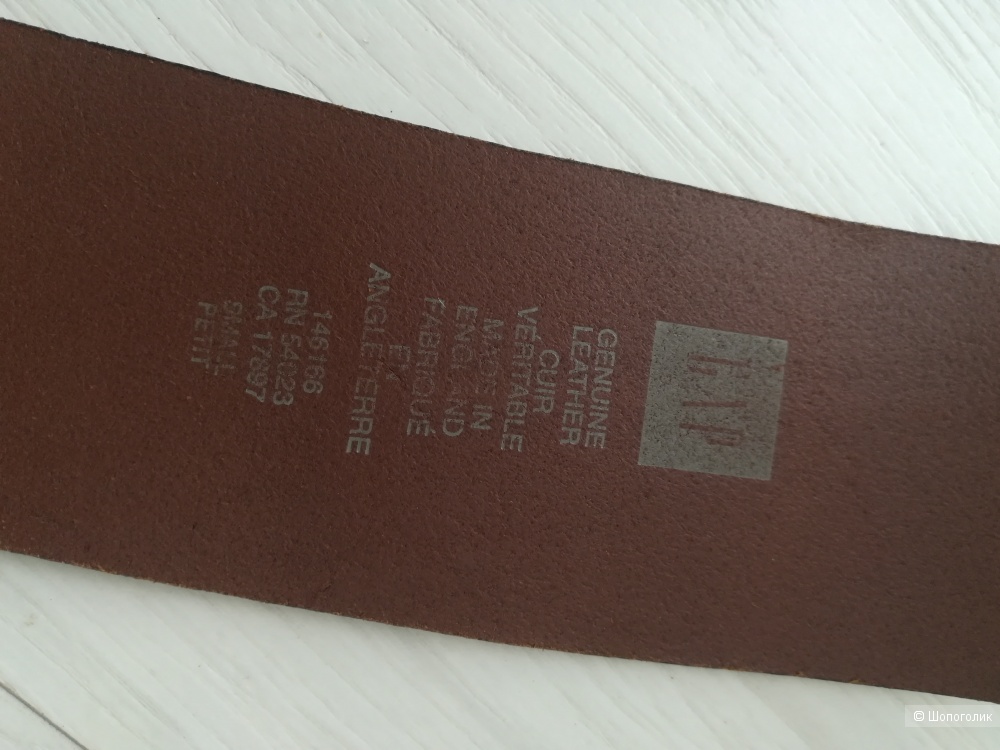 GAP
GENUINE
LEATHER
CUIR
VÉRITABLE
MADE IN
ENGLAND
FABRIQUÉ
EN
ANGLETERRE
146166
RN 54023
CA 17897
SMALL
PETIT
© Шопоголик